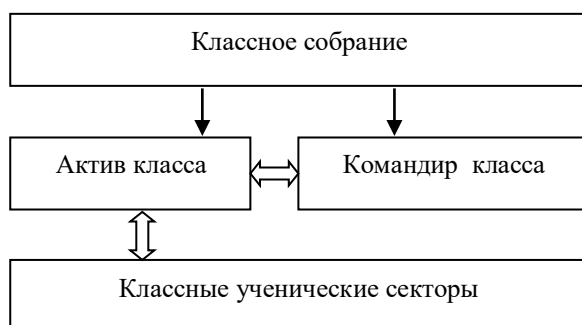 Классное собрание
Актив класса
Командир класса
Классные ученические секторы